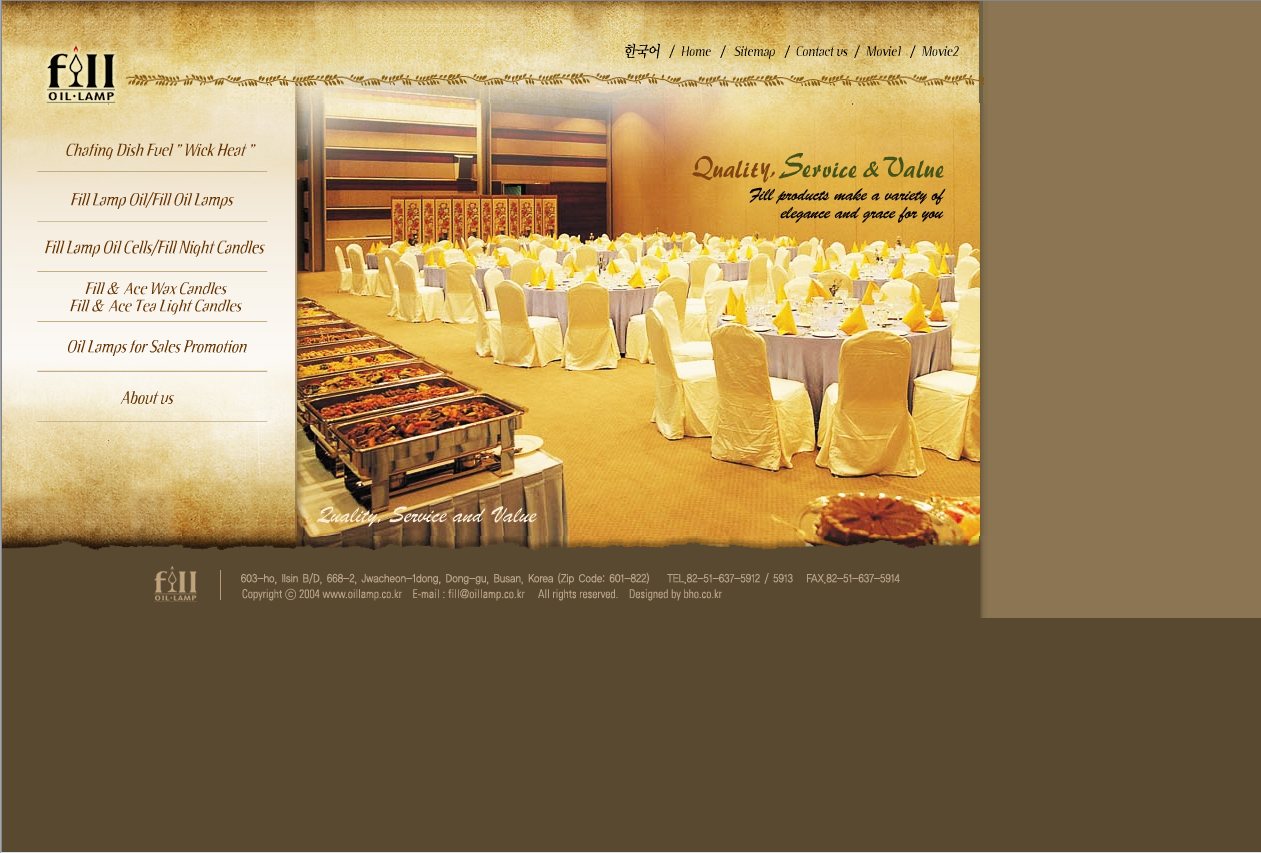 fill
OIL·LAMP
한국어 / Home / Sitemap / Contact us / Movie1 / Movie2
Chafing Dish Fuel " Wick Heat "
Fill Lamp Oil/Fill Oil Lamps
Fill Lamp Oil Cells/Fill Night Candles
Fill & Ace Wax Candles
Fill & Ace Tea Light Candles
Oil Lamps for Sales Promotion
About us
Quality, Service & Value
Fill products make a variety of
elegance and grace for you
Quality, Service and Value
fill
OIL·LAMP
603-ho, Ilsin B/D, 668-2, Jwacheon-1dong, Dong-gu, Busan, Korea (Zip Code: 601-822) TEL,82-51-637-5912 / 5913 FAX,82-51-637-5914
Copyright ⓒ 2004 www.oillamp.co.kr E-mail : fill@oillamp.co.kr All rights reserved. Designed by bho.co.kr